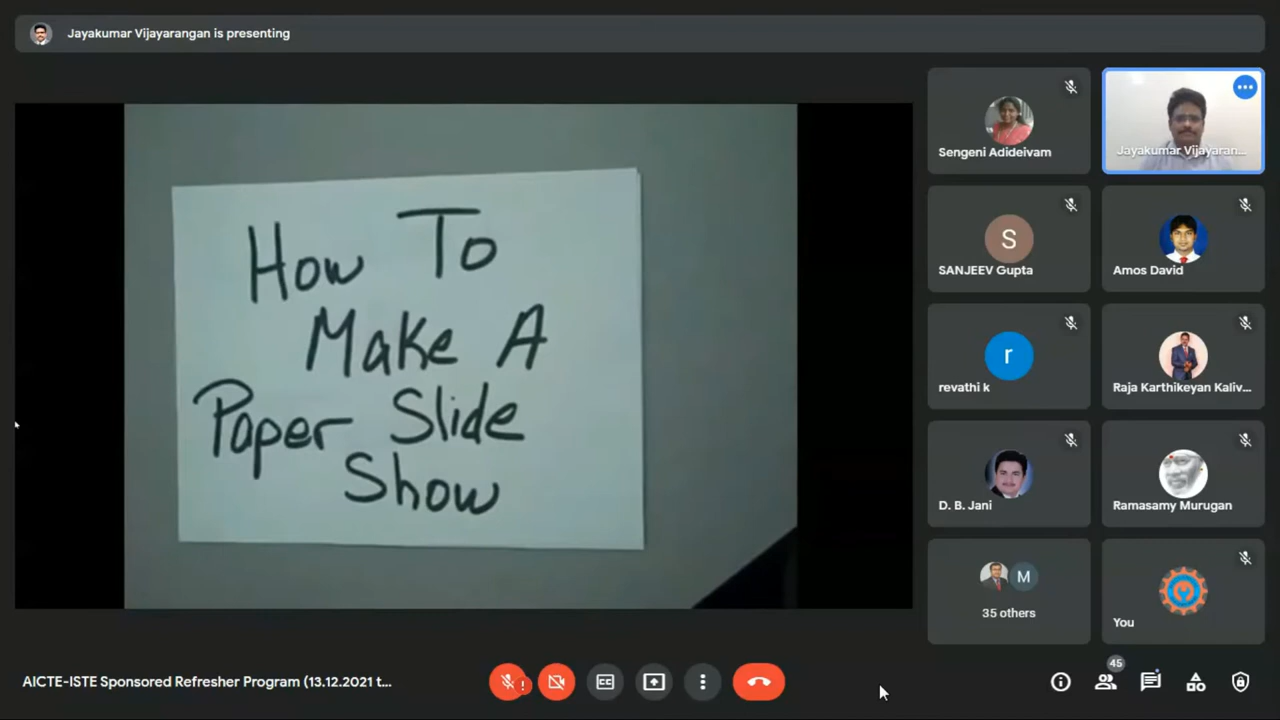 Jayakumar Vijayarangan is presenting
How To
Make A
Paper Slide
Show
Sengeni Adideivam
Jayakumar Vijayaran...
S
SANJEEV Gupta
Amos David
r
revathi k
Raja Karthikeyan Kaliv...
D. B. Jani
Ramasamy Murugan
M
35 others
You
AICTE-ISTE Sponsored Refresher Program (13.12.2021 t...
45